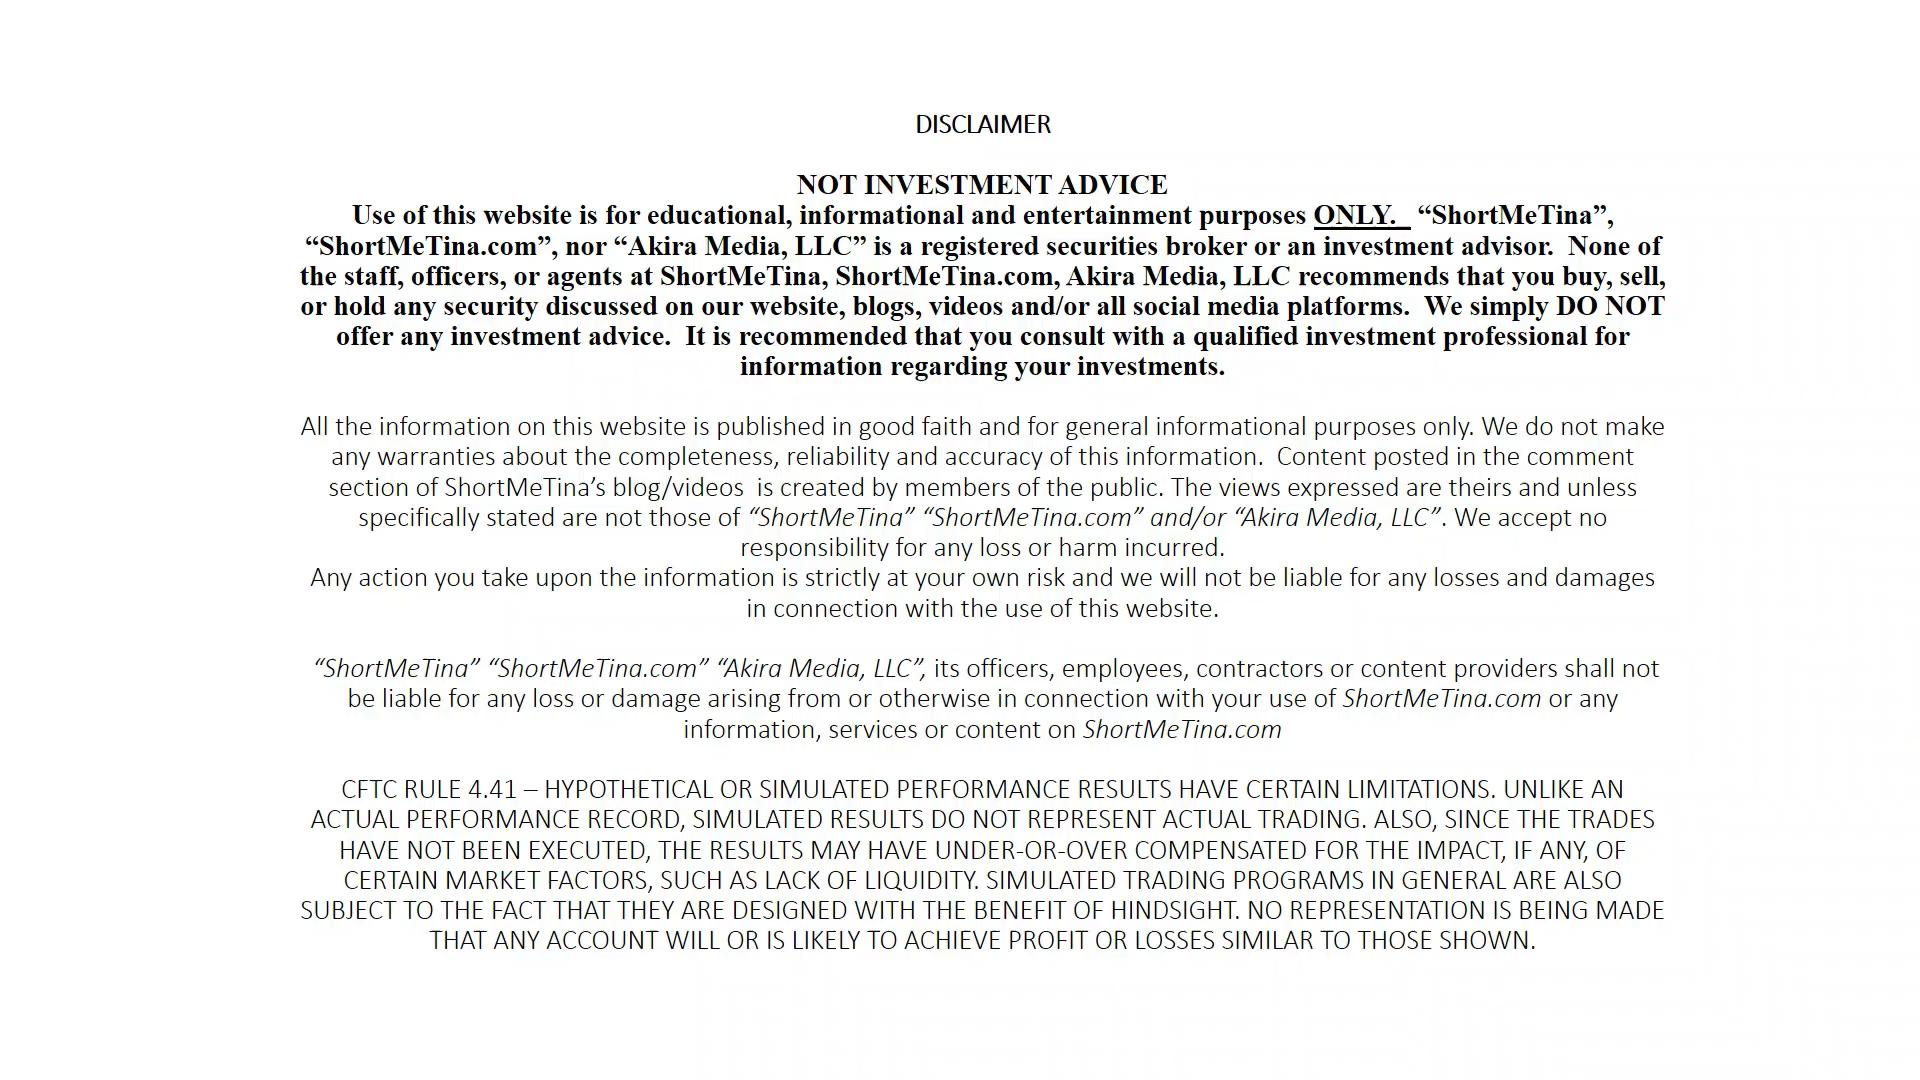 DISCLAIMER
NOT INVESTMENT ADVICE
Use of this website is for educational, informational and entertainment purposes ONLY.  “ShortMeTina”,
“ShortMeTina.com”, nor “Akira Media, LLC” is a registered securities broker or an investment advisor.  None of
the staff, officers, or agents at ShortMeTina, ShortMeTina.com, Akira Media, LLC recommends that you buy, sell,
or hold any security discussed on our website, blogs, videos and/or all social media platforms.  We simply DO NOT
offer any investment advice.  It is recommended that you consult with a qualified investment professional for
information regarding your investments.
All the information on this website is published in good faith and for general informational purposes only. We do not make
any warranties about the completeness, reliability and accuracy of this information.  Content posted in the comment
section of ShortMeTina’s blog/videos  is created by members of the public. The views expressed are theirs and unless
specifically stated are not those of “ShortMeTina” “ShortMeTina.com” and/or “Akira Media, LLC”. We accept no
responsibility for any loss or harm incurred.
Any action you take upon the information is strictly at your own risk and we will not be liable for any losses and damages
in connection with the use of this website.
“ShortMeTina” “ShortMeTina.com” “Akira Media, LLC”, its officers, employees, contractors or content providers shall not
be liable for any loss or damage arising from or otherwise in connection with your use of ShortMeTina.com or any
information, services or content on ShortMeTina.com
CFTC RULE 4.41 – HYPOTHETICAL OR SIMULATED PERFORMANCE RESULTS HAVE CERTAIN LIMITATIONS. UNLIKE AN
ACTUAL PERFORMANCE RECORD, SIMULATED RESULTS DO NOT REPRESENT ACTUAL TRADING. ALSO, SINCE THE TRADES
HAVE NOT BEEN EXECUTED, THE RESULTS MAY HAVE UNDER-OR-OVER COMPENSATED FOR THE IMPACT, IF ANY, OF
CERTAIN MARKET FACTORS, SUCH AS LACK OF LIQUIDITY. SIMULATED TRADING PROGRAMS IN GENERAL ARE ALSO
SUBJECT TO THE FACT THAT THEY ARE DESIGNED WITH THE BENEFIT OF HINDSIGHT. NO REPRESENTATION IS BEING MADE
THAT ANY ACCOUNT WILL OR IS LIKELY TO ACHIEVE PROFIT OR LOSSES SIMILAR TO THOSE SHOWN.